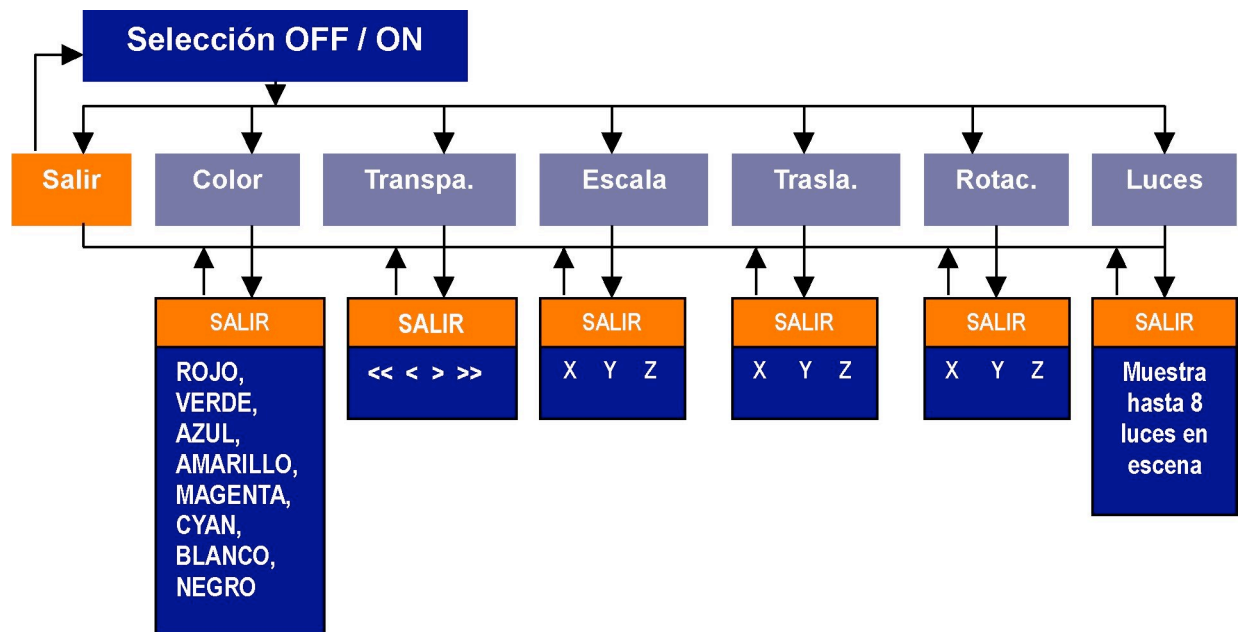 Selección OFF / ON
Salir
Color
Transpa.
Escala
Trasla.
Rotac.
Luces
SALIR
ROJO,
VERDE,
AZUL,
AMARILLO,
MAGENTA,
CYAN,
BLANCO,
NEGRO
SALIR
<< < > >>
SALIR
X Y Z
SALIR
X Y Z
SALIR
X Y Z
SALIR
Muestra
hasta 8
luces en
escena